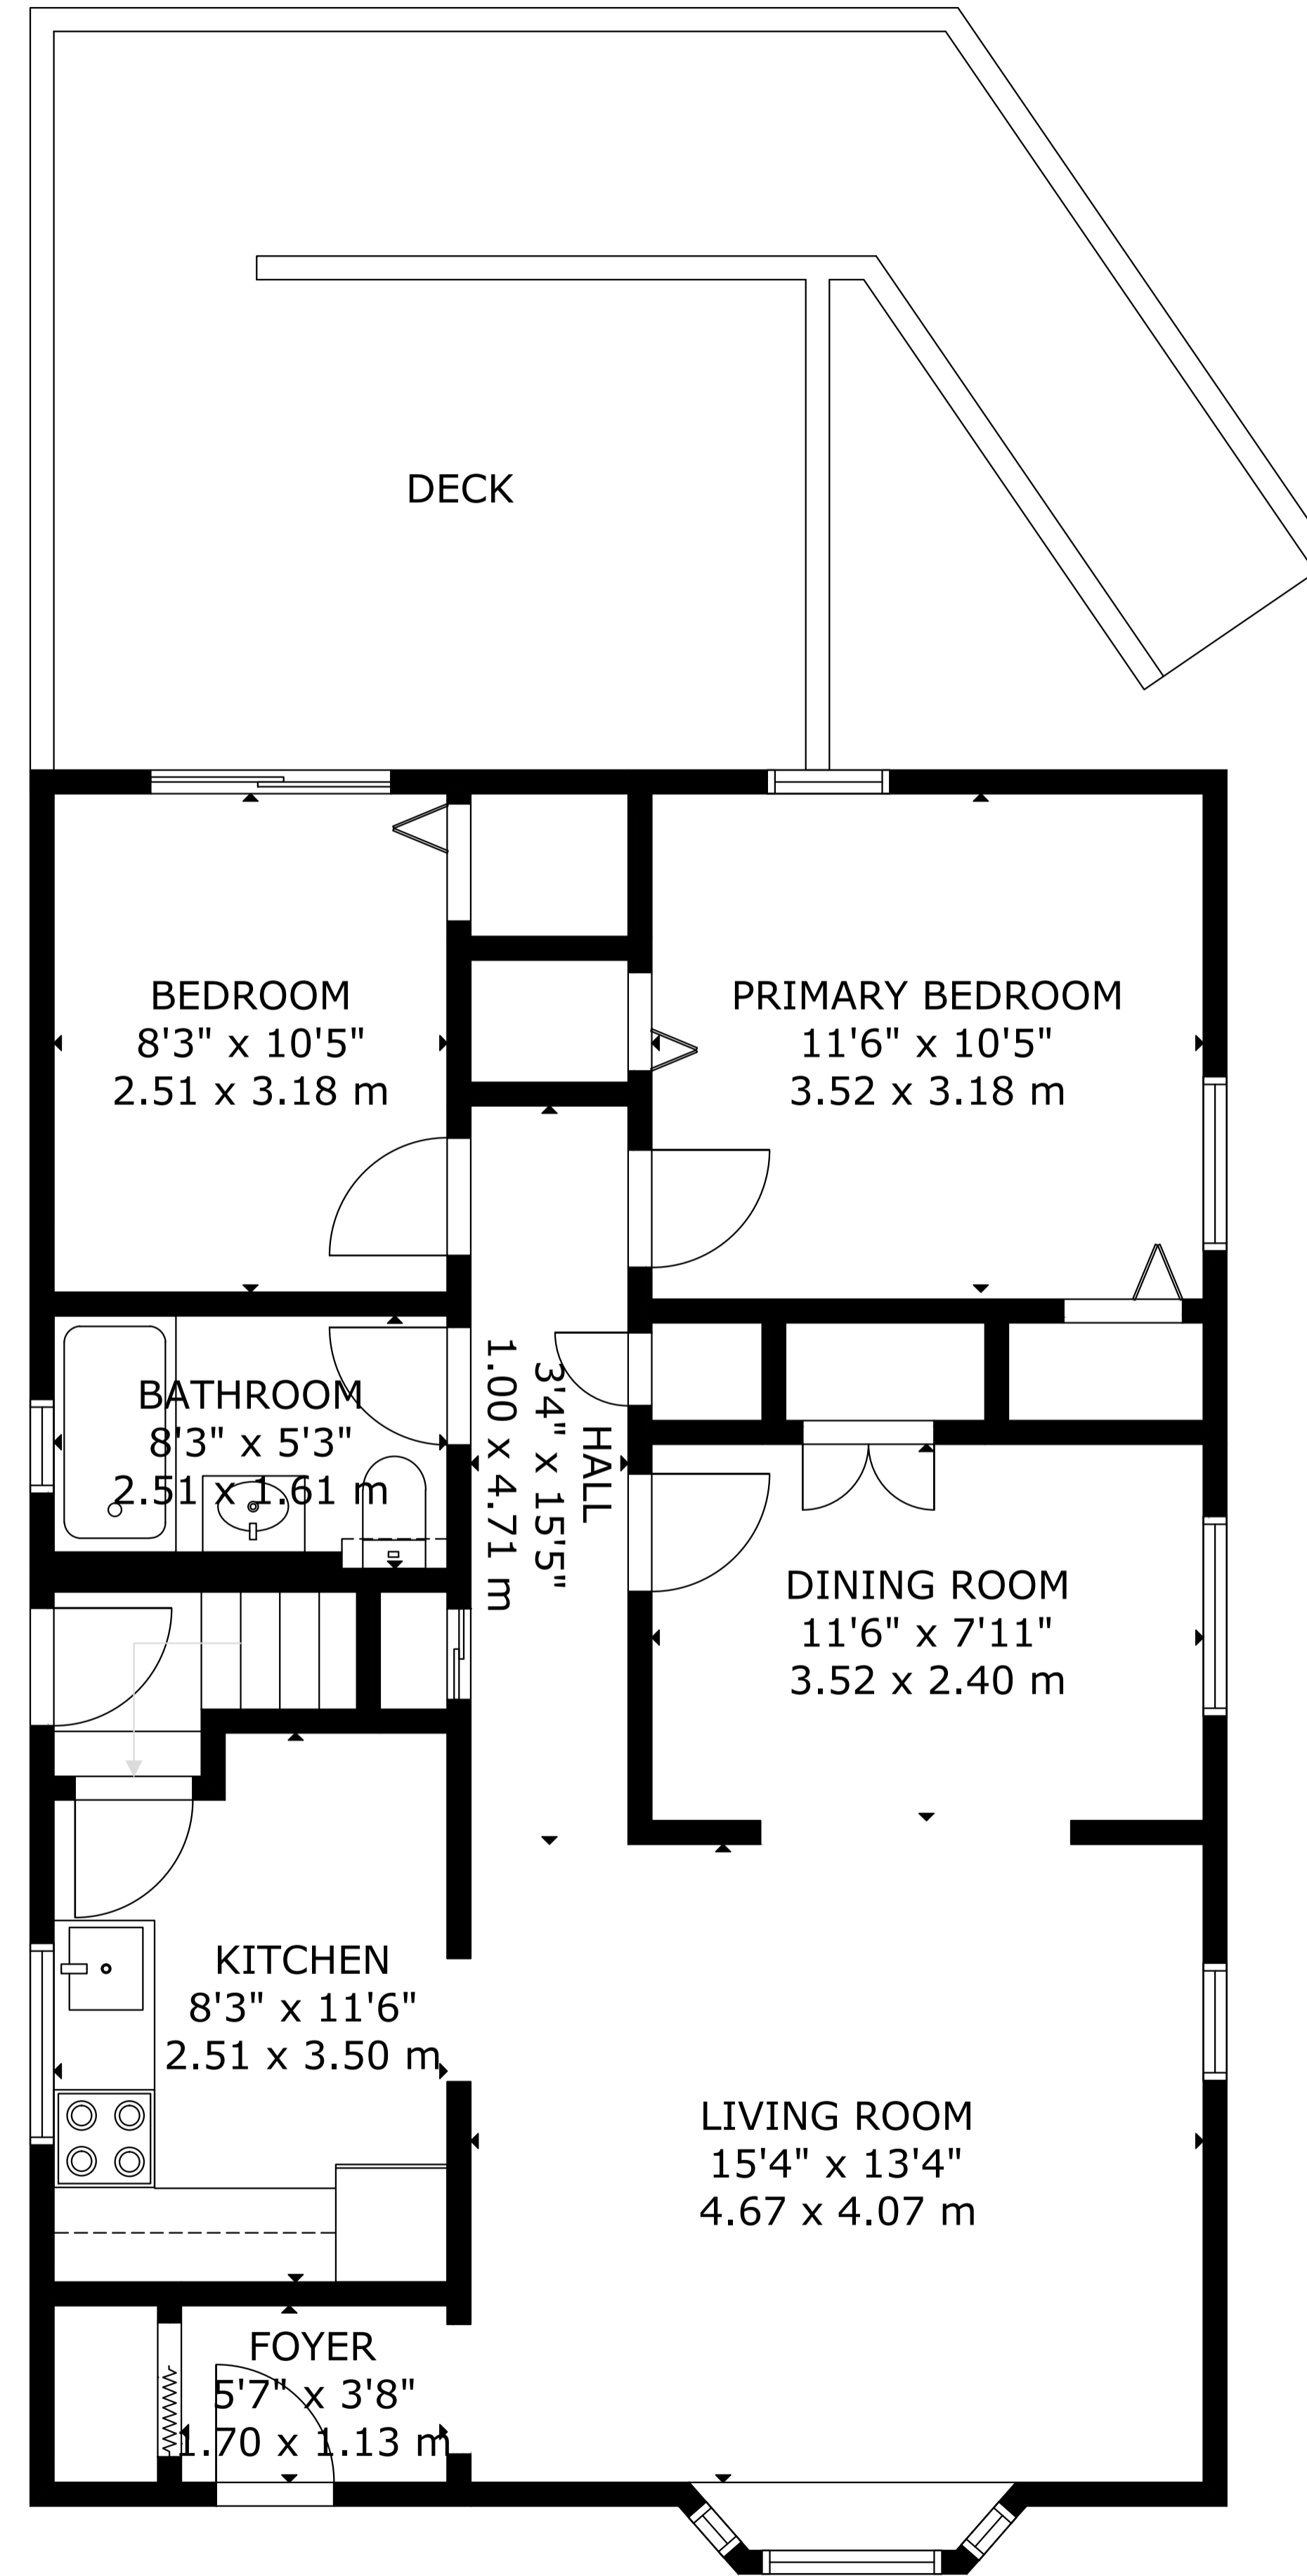 DECK
BEDROOM
8'3" x 10'5"
2.51 x 3.18 m
PRIMARY BEDROOM
11'6" x 10'5"
3.52 x 3.18 m
BATHROOM
8'3" x 5'3"
2.51 x 1.61 m
HALL
3'4" x 15'5"
1.00 x 4.71 m
DINING ROOM
11'6" x 7'11"
3.52 x 2.40 m
KITCHEN
8'3" x 11'6"
2.51 x 3.50 m
LIVING ROOM
15'4" x 13'4"
4.67 x 4.07 m
FOYER
5'7" x 3'8"
1.70 x 1.13 m